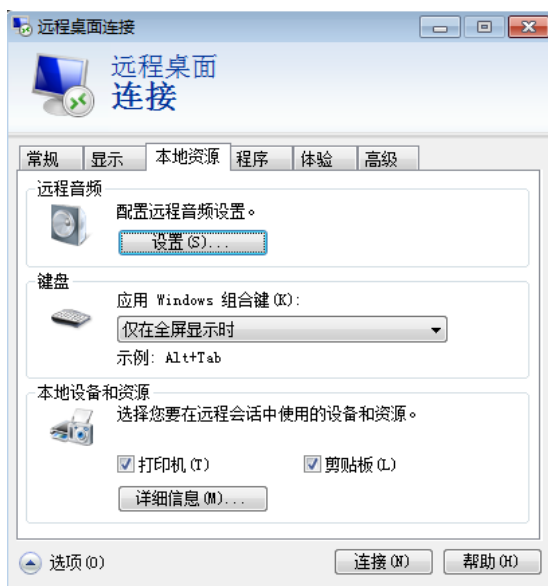 远程桌面连接
远程桌面
连接
常规 显示 本地资源 程序 体验 高级
远程音频
配置远程音频设置。
设置(S)...
键盘
应用 Windows 组合键(K):
仅在全屏显示时
示例: Alt+Tab
本地设备和资源
选择您要在远程会话中使用的设备和资源。
打印机(T) 剪贴板(L)
详细信息(M)...
选项(O) 连接(N) 帮助(H)